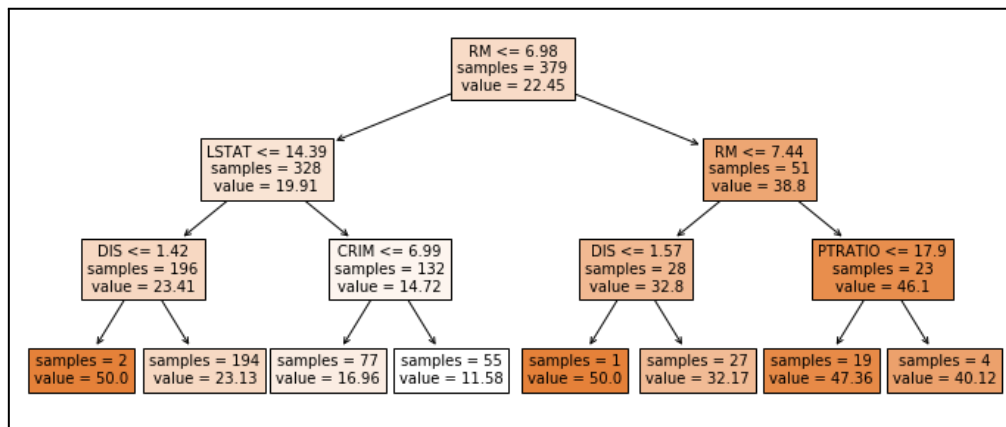 RM <= 6.98
samples = 379
value = 22.45
LSTAT <= 14.39
samples = 328
value = 19.91
RM <= 7.44
samples = 51
value = 38.8
DIS <= 1.42
samples = 196
value = 23.41
CRIM <= 6.99
samples = 132
value = 14.72
DIS <= 1.57
samples = 28
value = 32.8
PTRATIO <= 17.9
samples = 23
value = 46.1
samples = 2
value = 50.0
samples = 194
value = 23.13
samples = 77
value = 16.96
samples = 55
value = 11.58
samples = 1
value = 50.0
samples = 27
value = 32.17
samples = 19
value = 47.36
samples = 4
value = 40.12